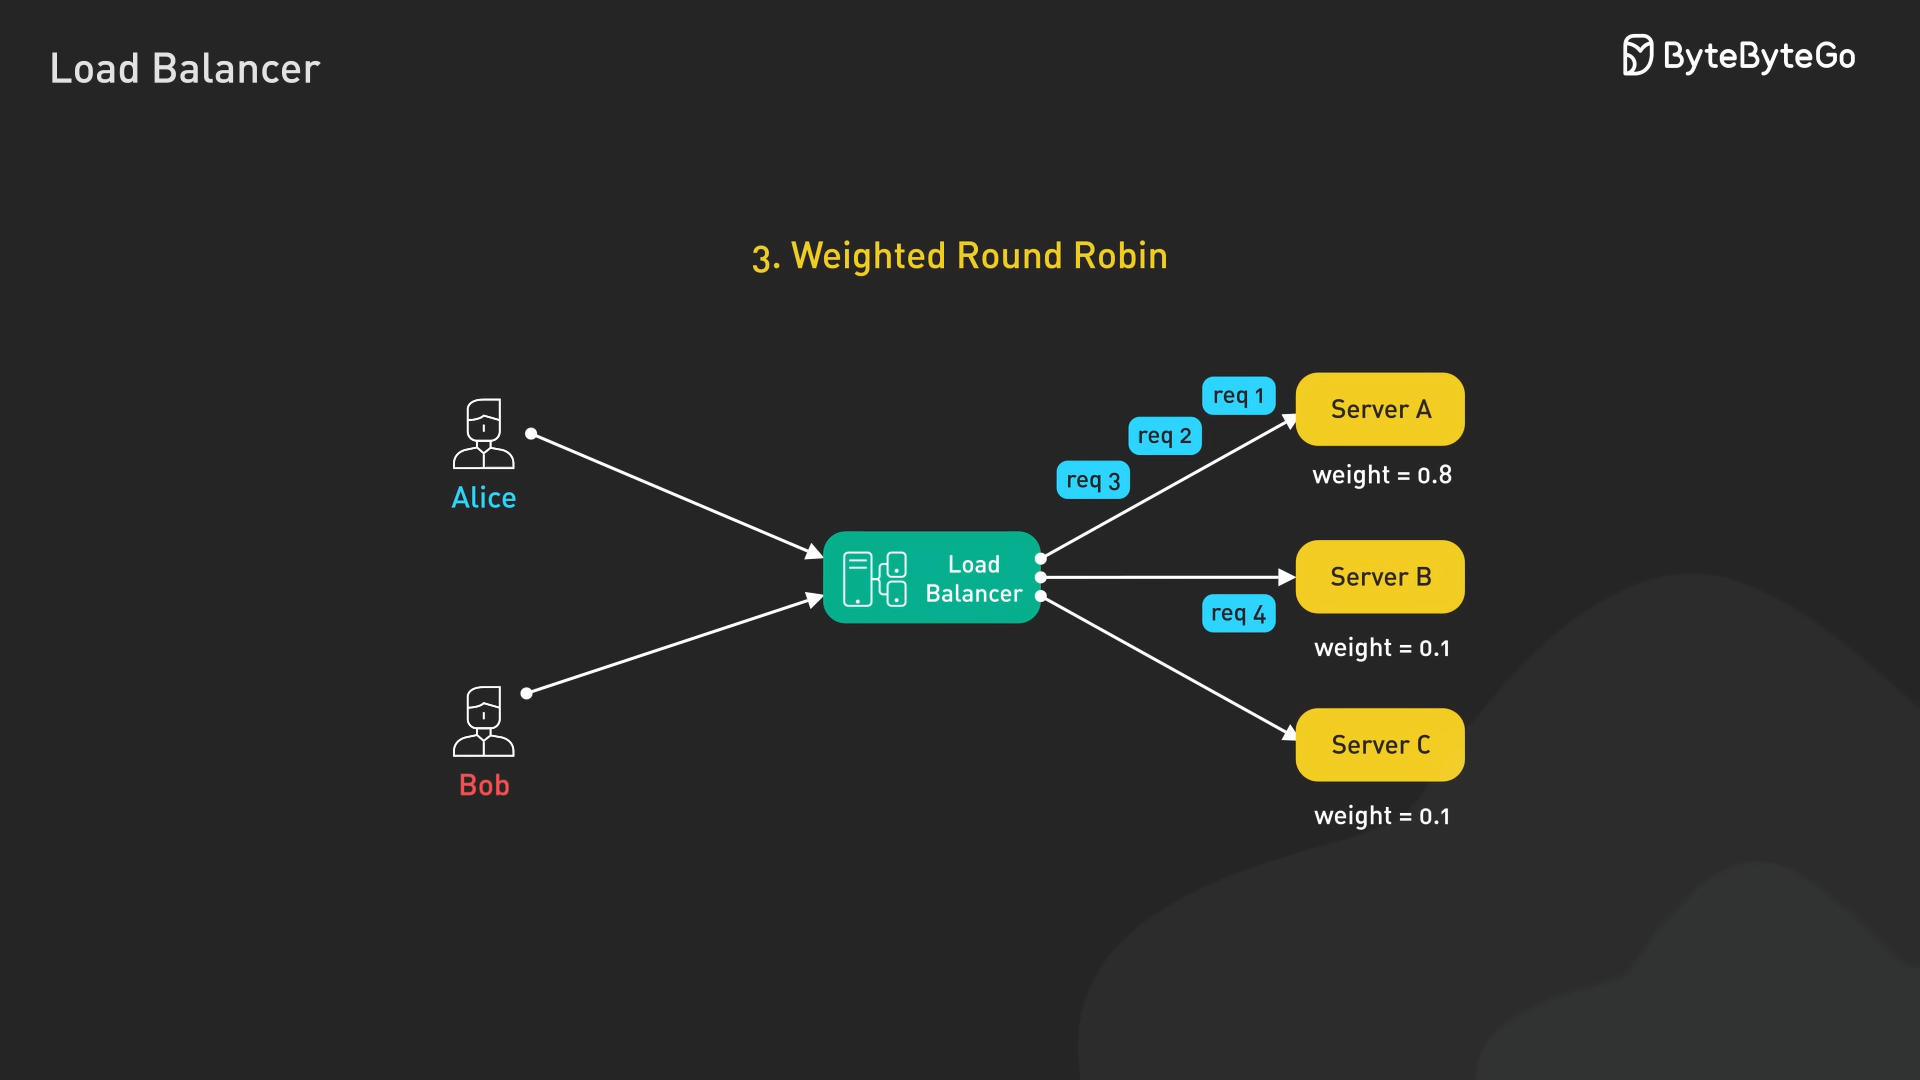 Load Balancer
ByteByteGo
3. Weighted Round Robin
req 1
Server A
req 2
weight = 0.8
req 3
Alice
Load
Balancer
Server B
req 4
weight = 0.1
Server C
Bob
weight = 0.1